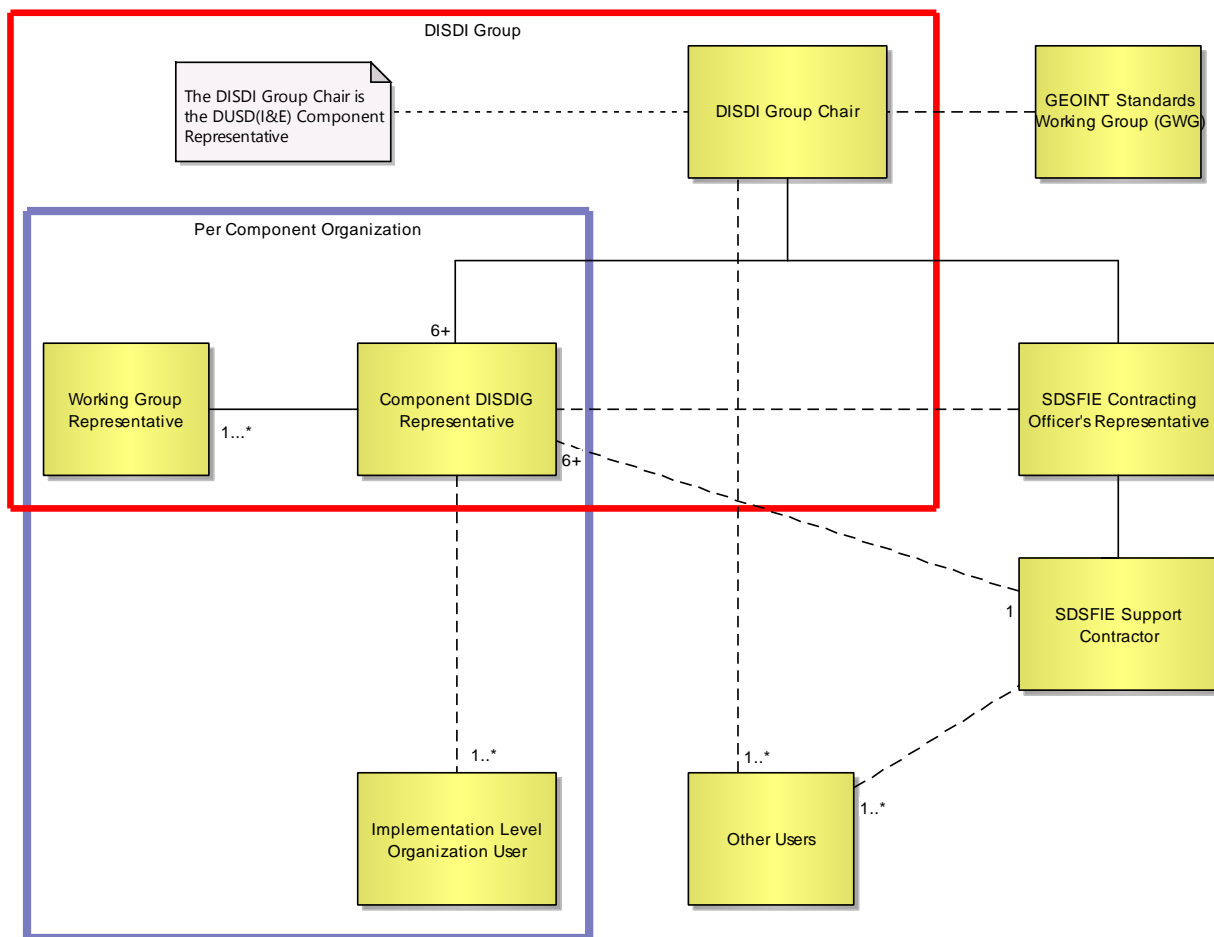 DISDI Group
The DISDI Group Chair is
the DUSD(I&E) Component
Representative
DISDI Group Chair
GEOINT Standards
Working Group (GWG)
Per Component Organization
6+
Working Group
Representative
1...*
Component DISDIG
Representative
6+
SDSFIE Contracting
Officer's Representative
1
SDSFIE Support
Contractor
1..*
1..*
1..*
Implementation Level
Organization User
Other Users